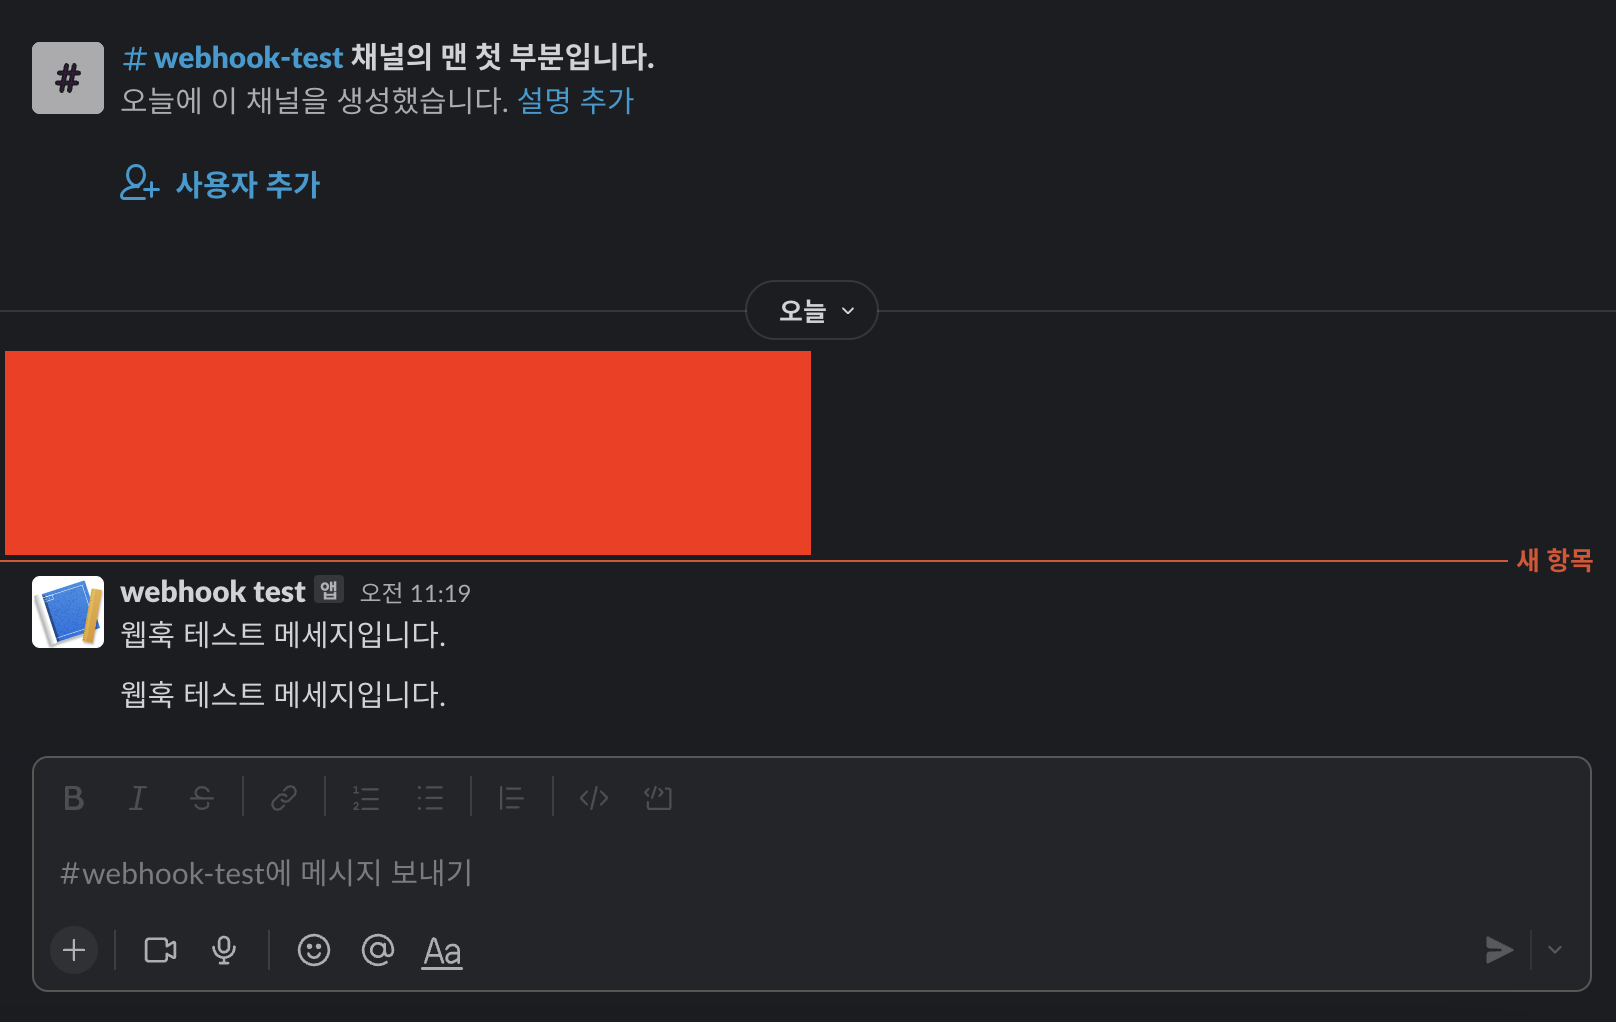 # webhook-test 채널의 맨 첫 부분입니다.
오늘에 이 채널을 생성했습니다. 설명 추가
사용자 추가
오늘
새 항목
webhook test 앱 오전 11:19
웹훅 테스트 메세지입니다.
웹훅 테스트 메세지입니다.
#webhook-test에 메시지 보내기
Aa